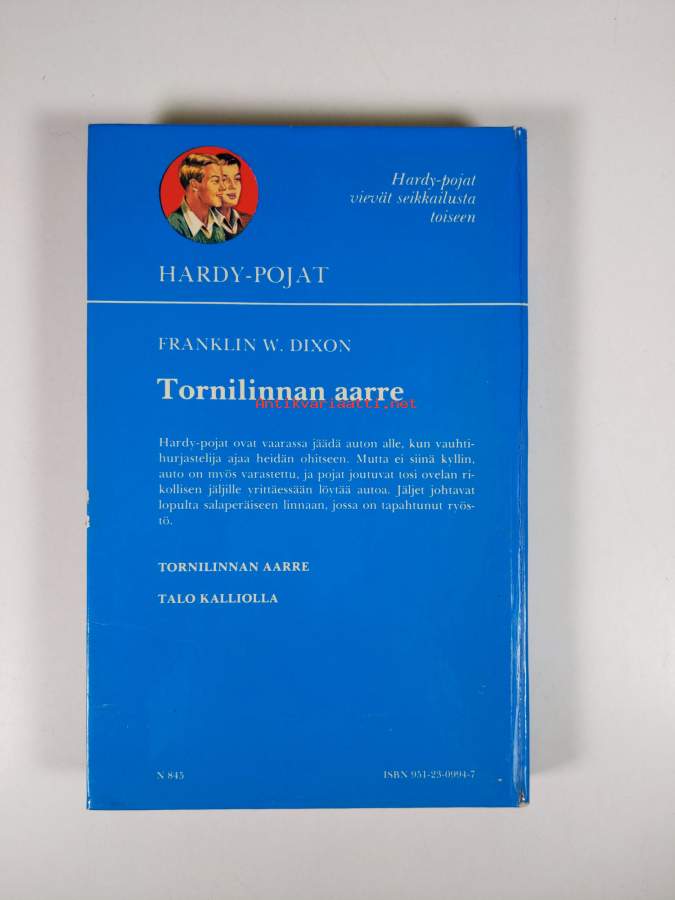 Hardy-pojat
vievät seikkailusta
toiseen
HARDY-POJAT
FRANKLIN W. DIXON
Tornilinnan aarre
Antikvariaatti.net
Hardy-pojat ovat vaarassa jäädä auton alle, kun vauhti-
hurjastelija ajaa heidän ohitseen. Mutta ei siinä kyllin,
auto on myös varastettu, ja pojat joutuvat tosi ovelan ri-
kollisen jäljille yrittäessään löytää autoa. Jäljet johtavat
lopulta salaperäiseen linnaan, jossa on tapahtunut ryös-
tö.
TORNILINNAN AARRE
TALO KALLIOLLA
N 845
ISBN 951-23-0994-7